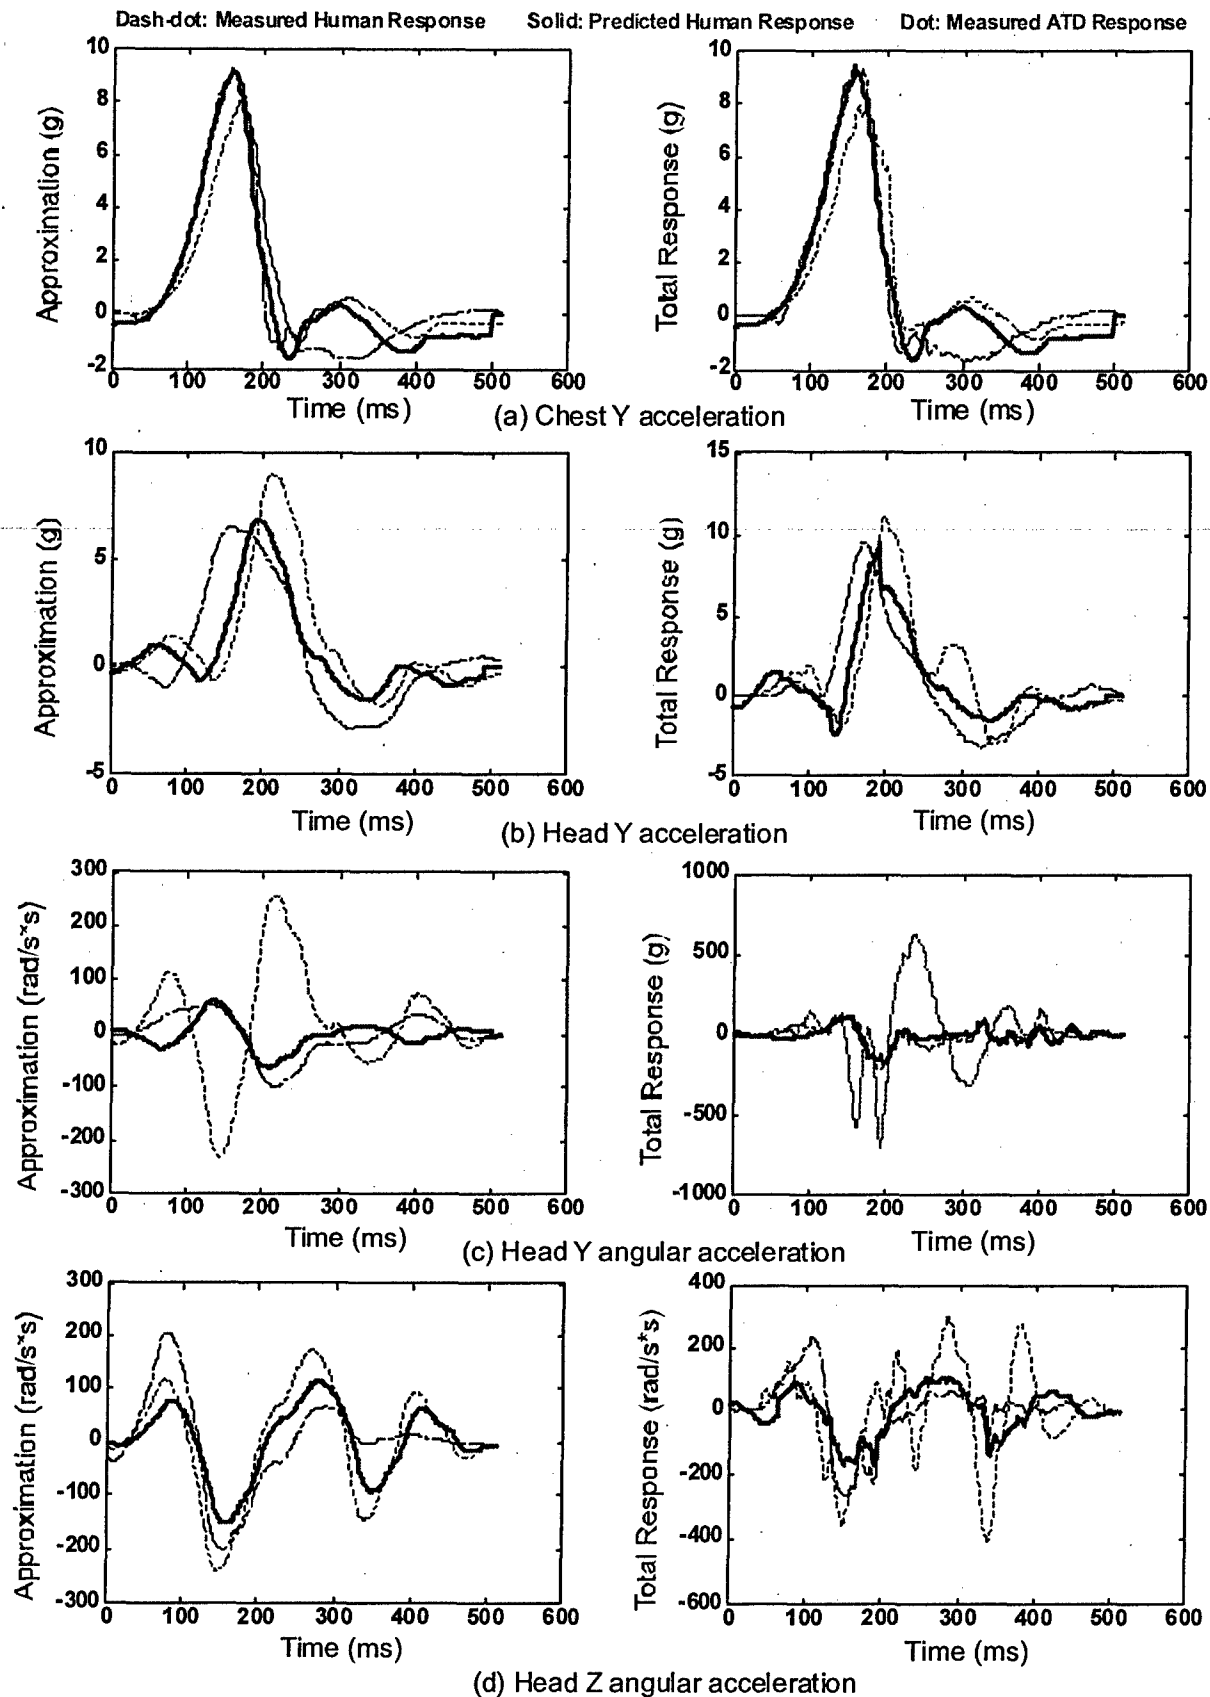 Dash-dot: Measured Human Response Solid: Predicted Human Response Dot: Measured ATD Response
Approximation (g)
10
8
6
4
2
0
-2
0 100 200 300 400 500 600
Time (ms)
Total Response (g)
10
8
6
4
2
0
-2
0 100 200 300 400 500 600
Time (ms)
(a) Chest Y acceleration
Approximation (g)
10
5
0
-5
0 100 200 300 400 500 600
Time (ms)
Total Response (g)
15
10
5
0
-5
0 100 200 300 400 500 600
Time (ms)
(b) Head Y acceleration
Approximation (rad/s*s)
300
200
100
0
-100
-200
-300
0 100 200 300 400 500 600
Time (ms)
Total Response (g)
1000
500
0
-500
-1000
0 100 200 300 400 500 600
Time (ms)
(c) Head Y angular acceleration
Approximation (rad/s*s)
300
200
100
0
-100
-200
-300
0 100 200 300 400 500 600
Time (ms)
Total Response (rad/s*s)
400
200
0
-200
-400
-600
0 100 200 300 400 500 600
Time (ms)
(d) Head Z angular acceleration